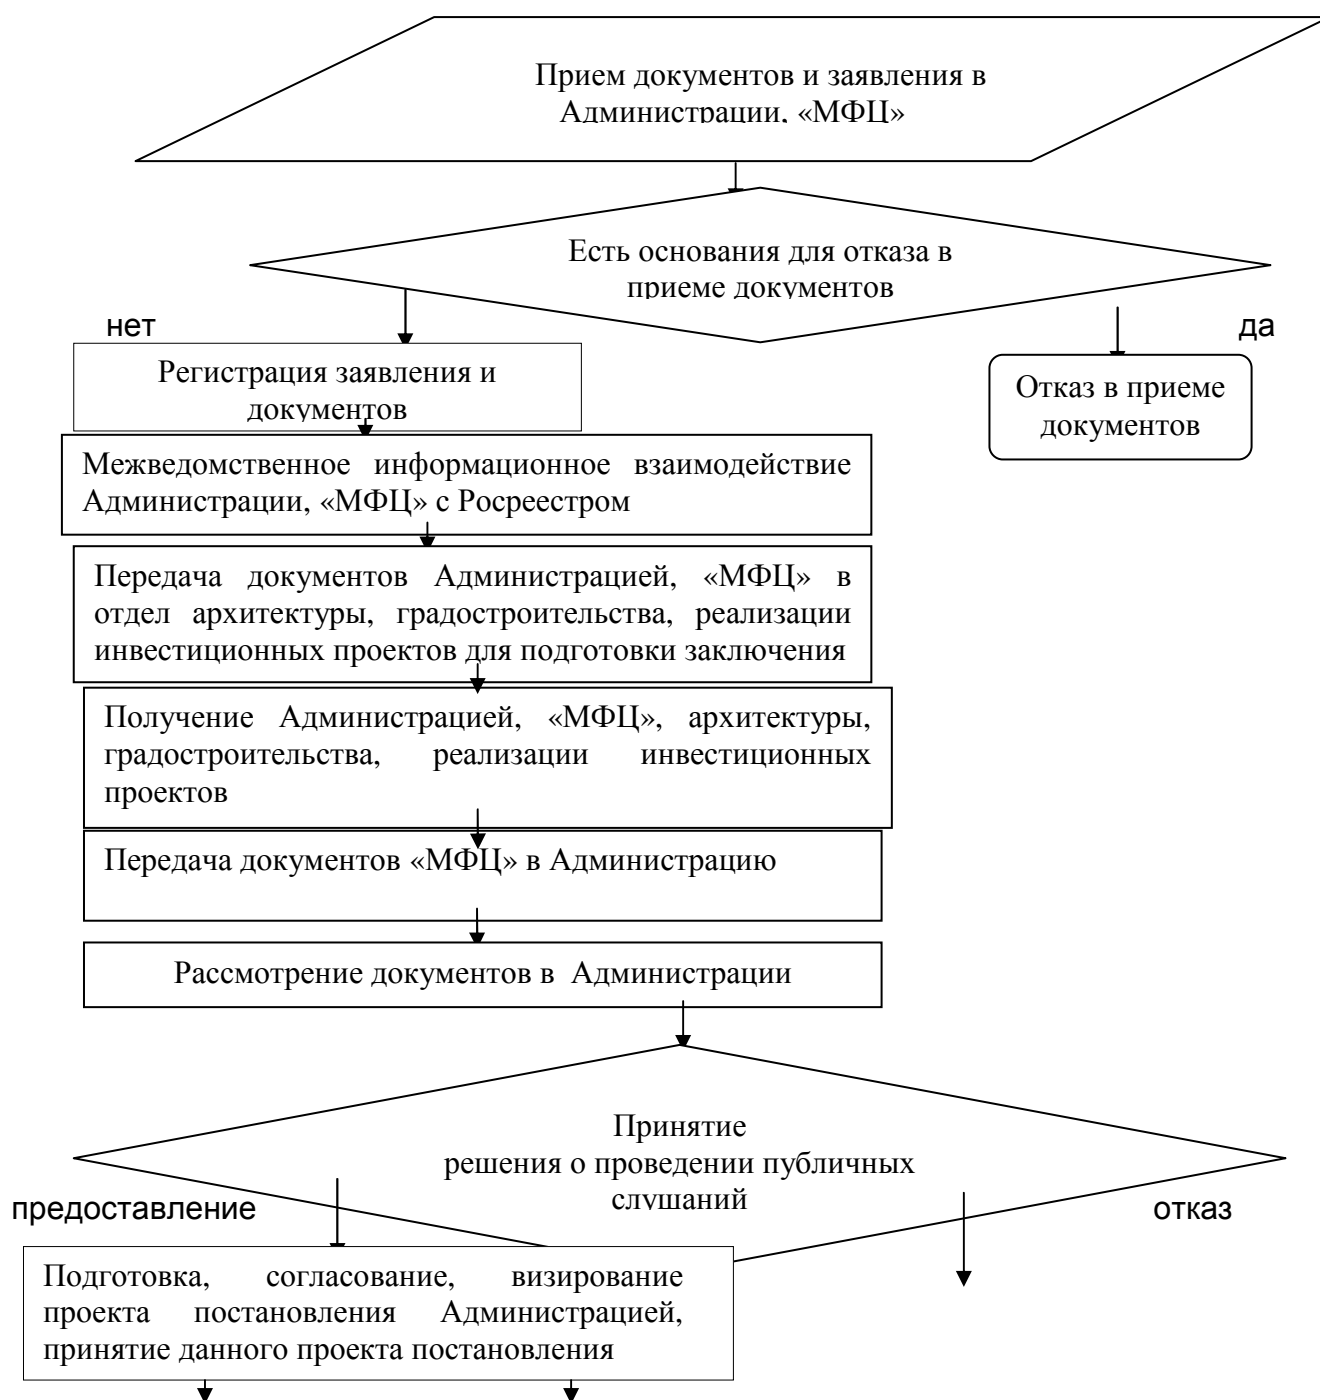 Прием документов и заявления в
Администрации, «МФЦ»
Есть основания для отказа в
приеме документов
нет
да
Регистрация заявления и
документов
Отказ в приеме
документов
Межведомственное информационное взаимодействие
Администрации, «МФЦ» с Росреестром
Передача документов Администрацией, «МФЦ» в
отдел архитектуры, градостроительства, реализации
инвестиционных проектов для подготовки заключения
Получение Администрацией, «МФЦ», архитектуры,
градостроительства, реализации инвестиционных
проектов
Передача документов «МФЦ» в Администрацию
Рассмотрение документов в Администрации
Принятие
решения о проведении публичных
слушаний
предоставление
отказ
Подготовка, согласование, визирование
проекта постановления Администрацией,
принятие данного проекта постановления